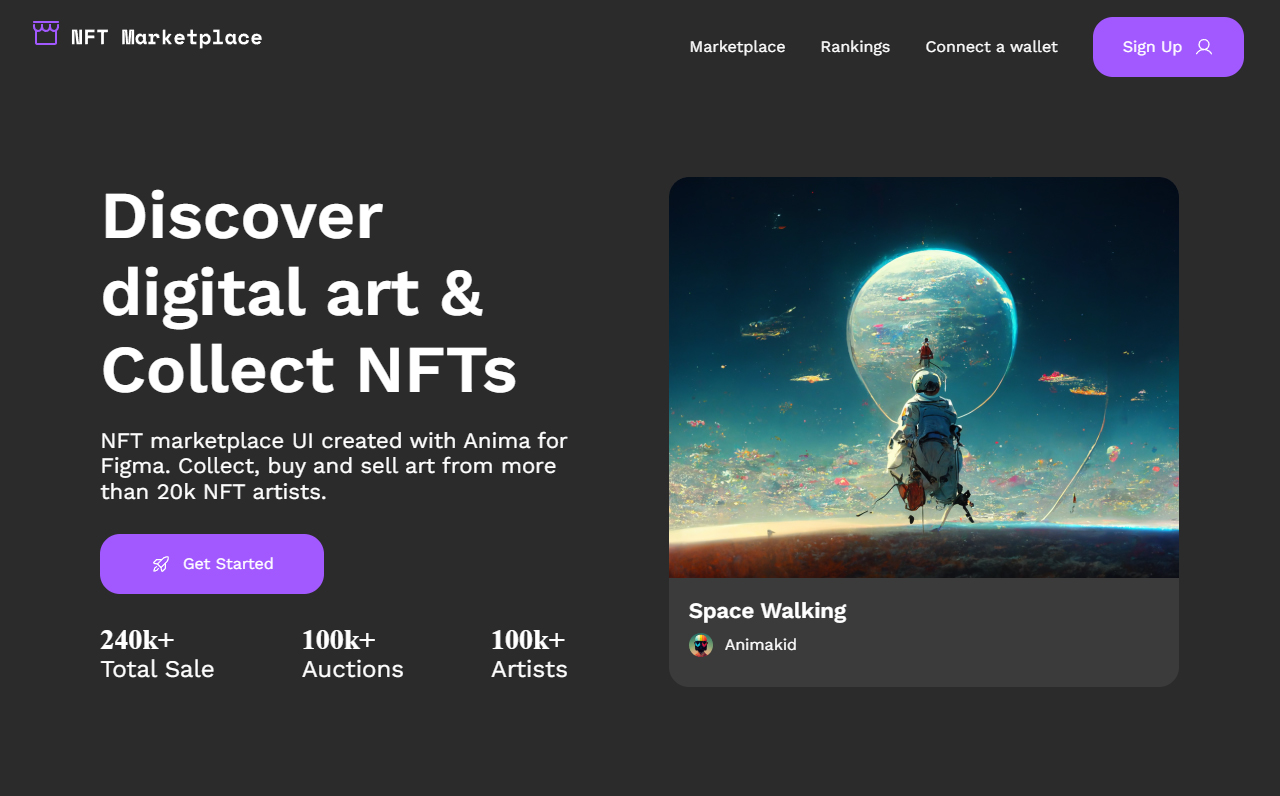 NFT Marketplace
Marketplace
Rankings
Connect a wallet
Sign Up
Discover
digital art &
Collect NFTs
NFT marketplace UI created with Anima for
Figma. Collect, buy and sell art from more
than 20k NFT artists.
Get Started
240k+
Total Sale
100k+
Auctions
100k+
Artists
Space Walking
Animakid